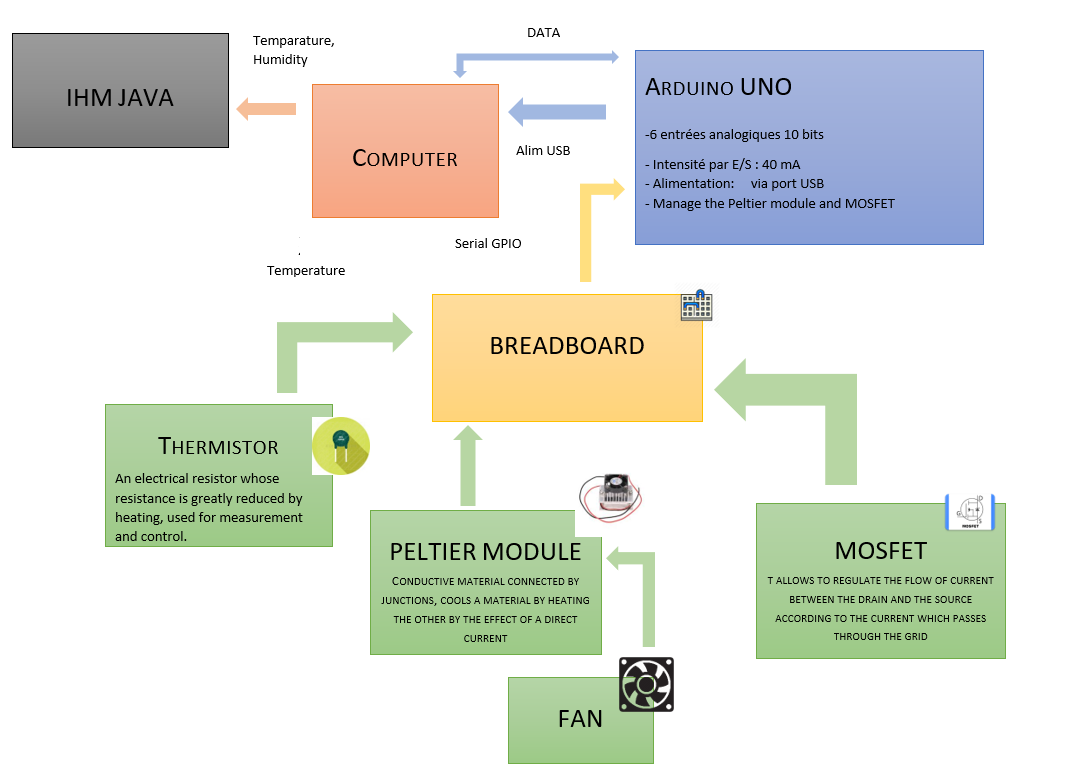 DATA
Temparature,
Humidity
IHM JAVA
COMPUTER
Alim USB
ARDUINO UNO
-6 entrées analogiques 10 bits
- Intensité par E/S : 40 mA
- Alimentation: via port USB
- Manage the Peltier module and MOSFET
Serial GPIO
.
Temperature
BREADBOARD
THERMISTOR
An electrical resistor whose
resistance is greatly reduced by
heating, used for measurement
and control.
PELTIER MODULE
CONDUCTIVE MATERIAL CONNECTED BY
JUNCTIONS, COOLS A MATERIAL BY HEATING
THE OTHER BY THE EFFECT OF A DIRECT
CURRENT
G
D
S
MOSFET
MOSFET
T ALLOWS TO REGULATE THE FLOW OF CURRENT
BETWEEN THE DRAIN AND THE SOURCE
ACCORDING TO THE CURRENT WHICH PASSES
THROUGH THE GRID
FAN